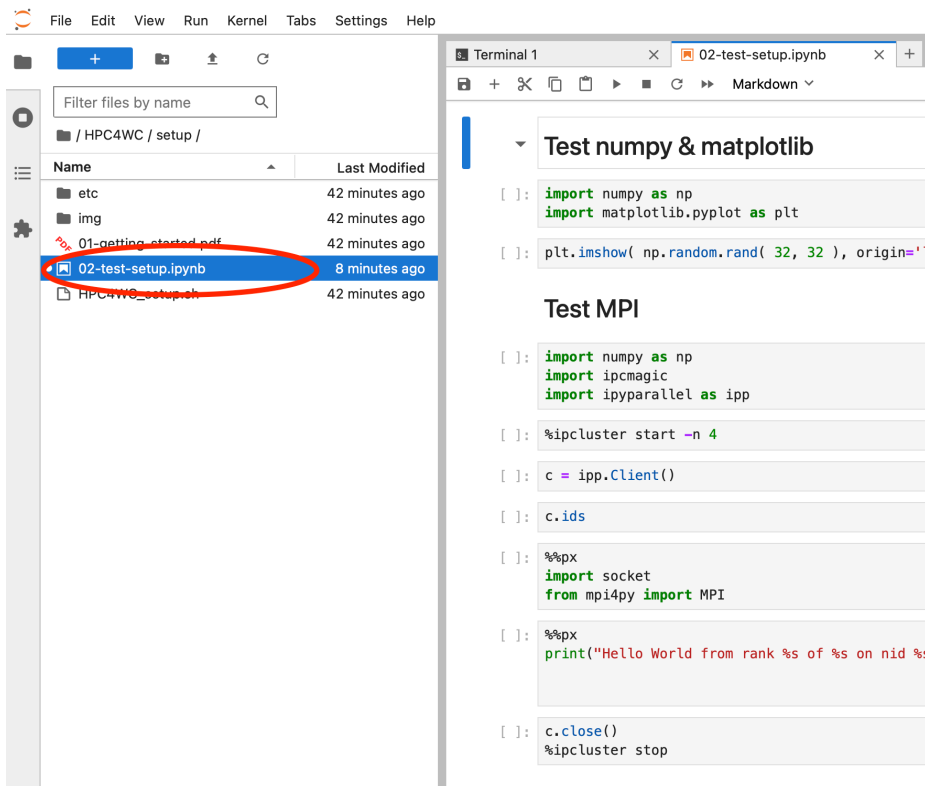 File Edit View Run Kernel Tabs Settings Help
Filter files by name
/ HPC4WC / setup /
Name Last Modified
etc 42 minutes ago
img 42 minutes ago
PDF 01-getting-started.pdf 42 minutes ago
02-test-setup.ipynb 8 minutes ago
HPC4WC_setup.sh 42 minutes ago
Terminal 1 02-test-setup.ipynb
Markdown
Test numpy & matplotlib
[ ]: import numpy as np
import matplotlib.pyplot as plt
[ ]: plt.imshow( np.random.rand( 32, 32 ), origin='
Test MPI
[ ]: import numpy as np
import ipcmagic
import ipyparallel as ipp
[ ]: %ipcluster start -n 4
[ ]: c = ipp.Client()
[ ]: c.ids
[ ]: %%px
import socket
from mpi4py import MPI
[ ]: %%px
print("Hello World from rank %s of %s on nid %s
[ ]: c.close()
%ipcluster stop